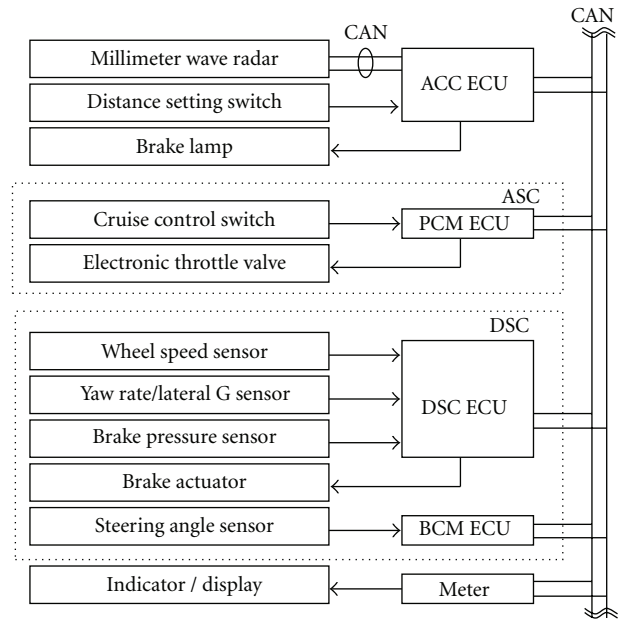 CAN
CAN
Millimeter wave radar
ACC ECU
Distance setting switch
Brake lamp
ASC
Cruise control switch
PCM ECU
Electronic throttle valve
DSC
Wheel speed sensor
Yaw rate/lateral G sensor
DSC ECU
Brake pressure sensor
Brake actuator
Steering angle sensor
BCM ECU
Indicator / display
Meter